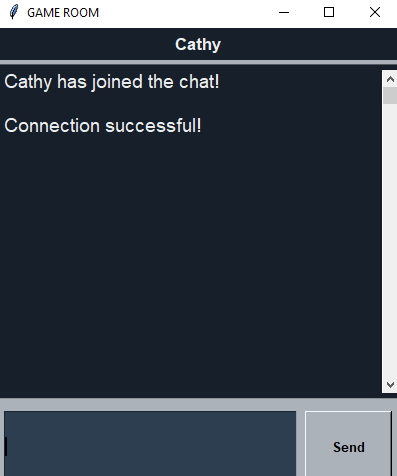 GAME ROOM
Cathy
Cathy has joined the chat!
Connection successful!
Send